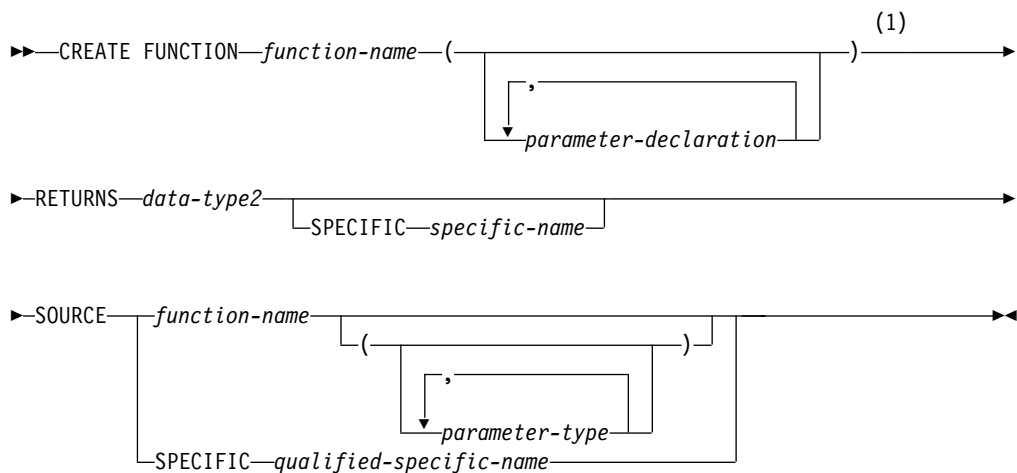 (1)
CREATE FUNCTION function-name ( )
,
parameter-declaration
RETURNS data-type2
SPECIFIC specific-name
SOURCE function-name
( )
,
parameter-type
SPECIFIC qualified-specific-name